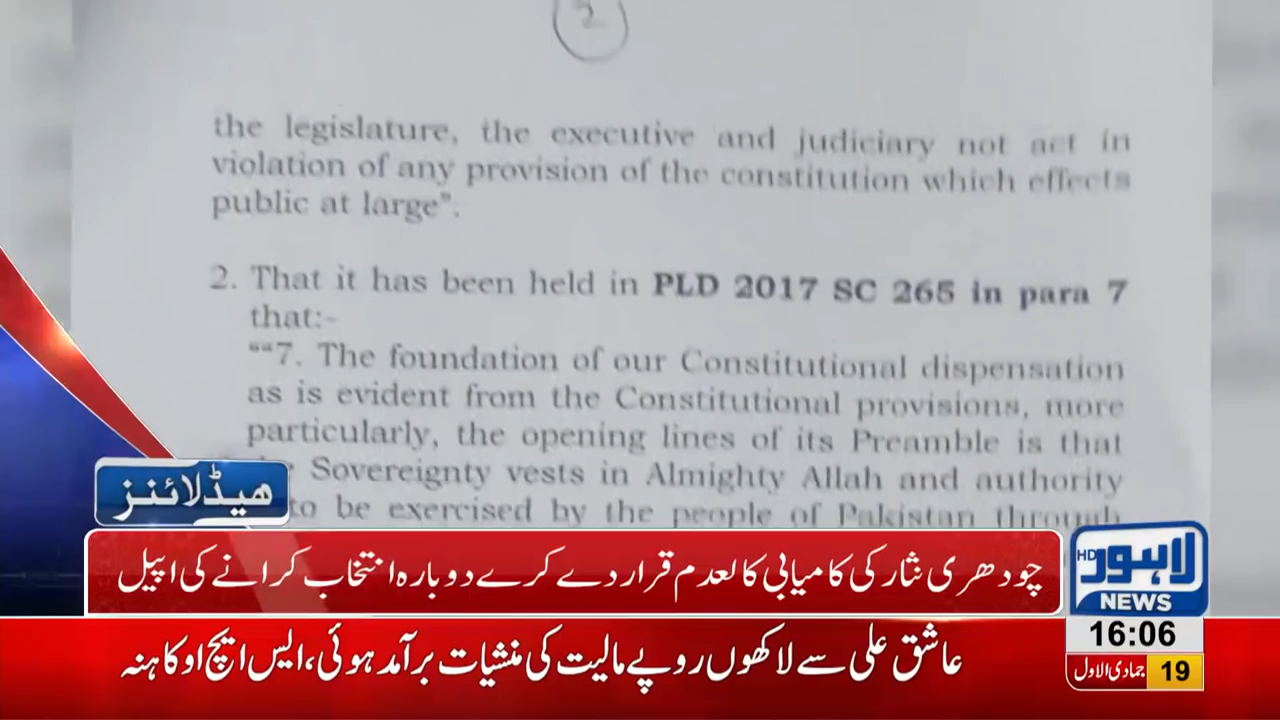 2
the legislature, the executive and judiciary not act in
violation of any provision of the constitution which effects
public at large".
2. That it has been held in PLD 2017 SC 265 in para 7
that:-
““7. The foundation of our Constitutional dispensation
as is evident from the Constitutional provisions, more
particularly, the opening lines of its Preamble is that
Sovereignty vests in Almighty Allah and authority
to be exercised by the people of Pakistan through
ھیڈلائنز
چودھری نثار کی کامیابی کالعدم قرار دے کرے دوبارہ انتخاب کرانے کی اپیل
لاہور
HD
NEWS
عاشق علی سے لاکھوں روپے مالیت کی منشیات برآمد ہوئی، ایس ایچ او کاہنہ
16:06
19 جمادی الاول